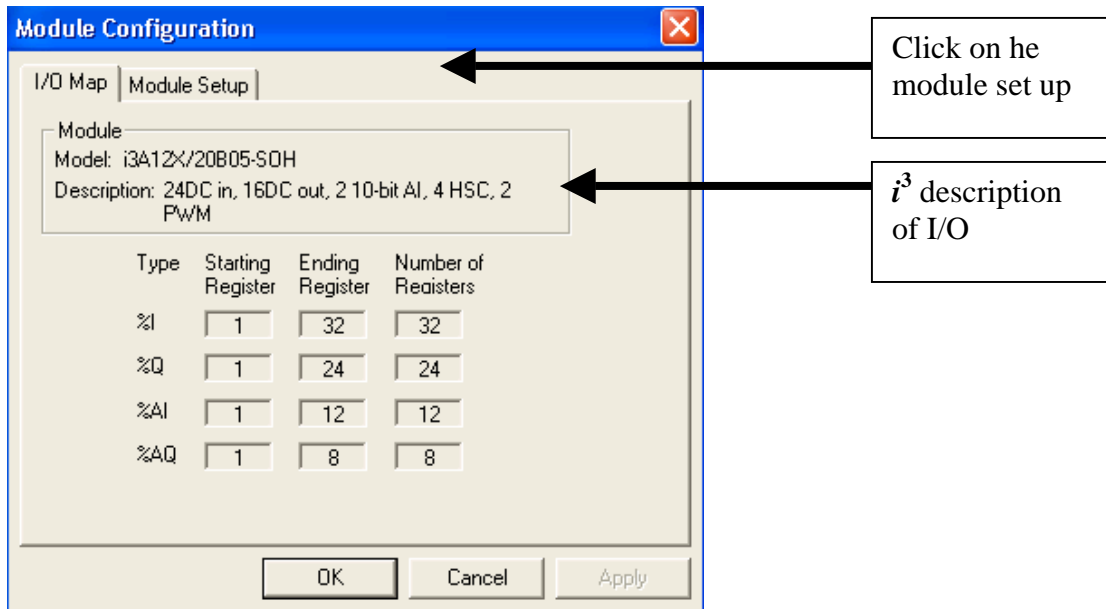 Module Configuration
I/O Map
Module Setup
Module
Model: i3A12X/20B05-SOH
Description: 24DC in, 16DC out, 2 10-bit AI, 4 HSC, 2
PWM
Type Starting Ending Number of
Register Register Registers
%I 1 32 32
%Q 1 24 24
%AI 1 12 12
%AQ 1 8 8
OK Cancel Apply
Click on he
module set up
i³ description
of I/O